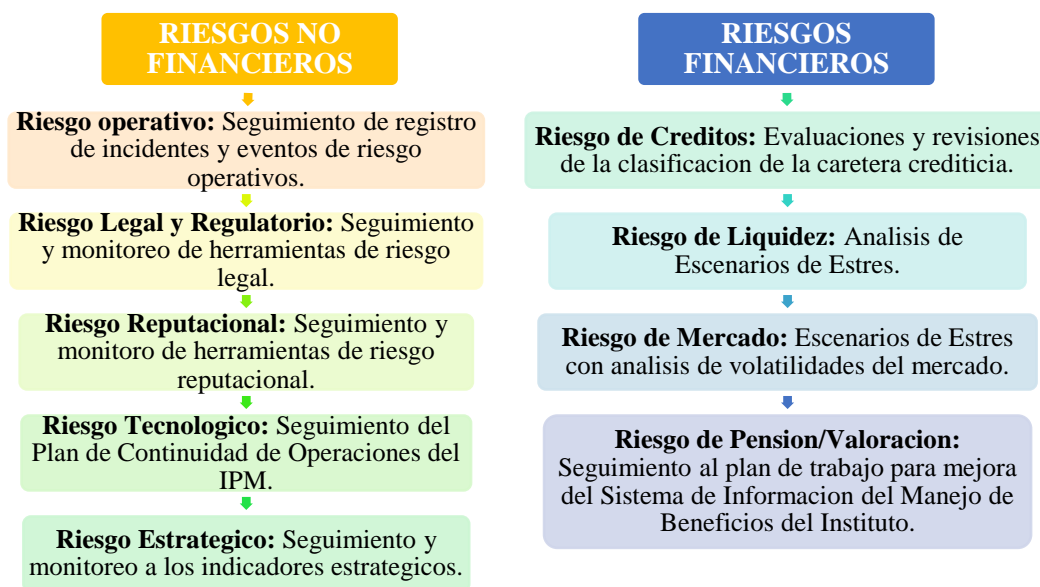 RIESGOS NO
FINANCIEROS
Riesgo operativo: Seguimiento de registro
de incidentes y eventos de riesgo
operativos.
Riesgo Legal y Regulatorio: Seguimiento
y monitoreo de herramientas de riesgo
legal.
Riesgo Reputacional: Seguimiento y
monitoro de herramientas de riesgo
reputacional.
Riesgo Tecnologico: Seguimiento del
Plan de Continuidad de Operaciones del
IPM.
Riesgo Estrategico: Seguimiento y
monitoreo a los indicadores estrategicos.
RIESGOS
FINANCIEROS
Riesgo de Creditos: Evaluaciones y revisiones
de la clasificacion de la caretera crediticia.
Riesgo de Liquidez: Analisis de
Escenarios de Estres.
Riesgo de Mercado: Escenarios de Estres
con analisis de volatilidades del mercado.
Riesgo de Pension/Valoracion:
Seguimiento al plan de trabajo para mejora
del Sistema de Informacion del Manejo de
Beneficios del Instituto.